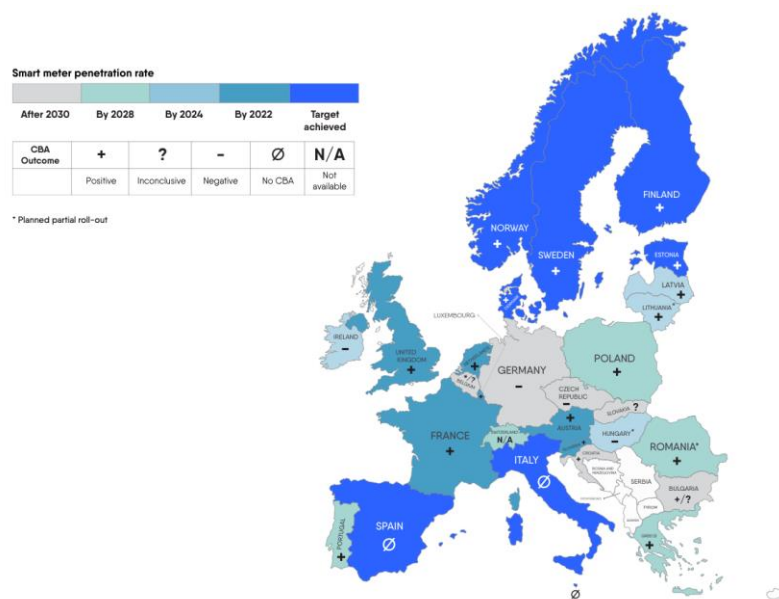 Smart meter penetration rate
After 2030
By 2028
By 2024
By 2022
Target achieved
CBA Outcome
+
?
-
Ø
N/A
Positive
Inconclusive
Negative
No CBA
Not available
* Planned partial roll-out
FINLAND
+
NORWAY
+
SWEDEN
+
ESTONIA
+
LATVIA
+
LITHUANIA*
+
+
LUXEMBOURG
IRELAND
-
UNITED KINGDOM
+
+
+/?
BELGIUM
GERMANY
-
POLAND
+
CZECH REPUBLIC
-
SLOVAKIA
?
FRANCE
+
SWITZERLAND
N/A
+
AUSTRIA
HUNGARY*
-
ROMANIA*
+
ITALY
Ø
CROATIA
+
SERBIA
BULGARIA
+/?
PORTUGAL
+
SPAIN
Ø
GREECE
+
Ø